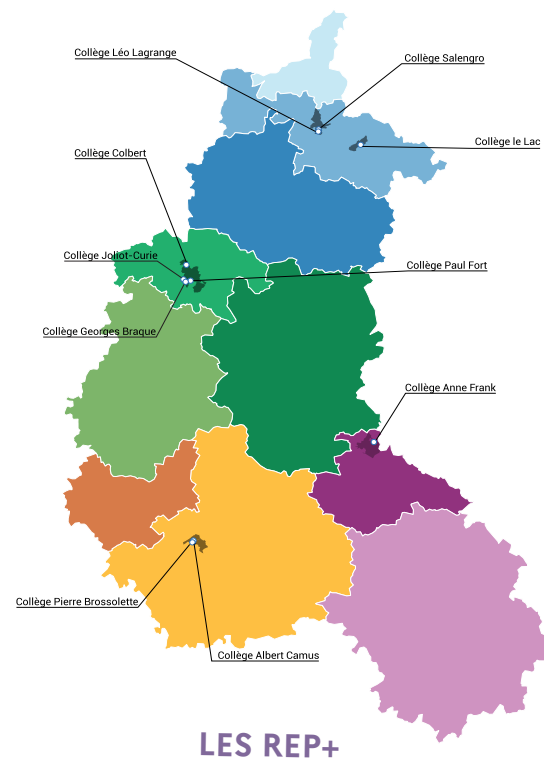 Collège Léo Lagrange
Collège Salengro
Collège le Lac
Collège Colbert
Collège Joliot-Curie
Collège Paul Fort
Collège Georges Braque
Collège Anne Frank
Collège Pierre Brossolette
Collège Albert Camus
LES REP+